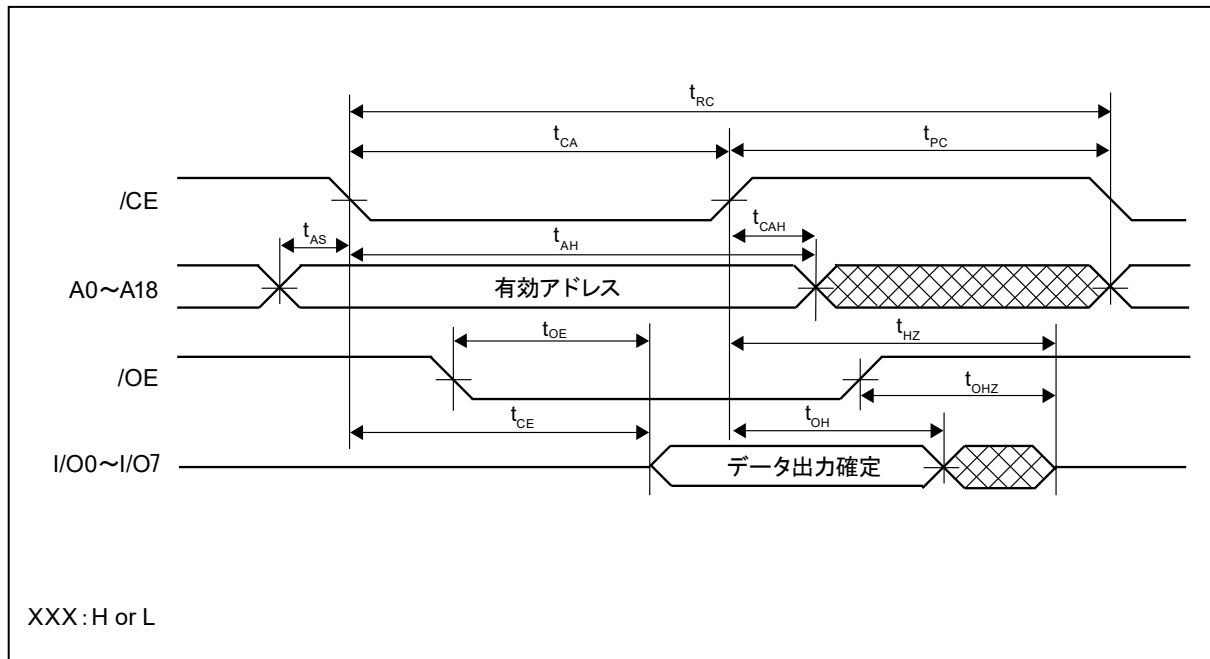 tRC
tCA
tPC
/CE
tCAH
tAS
tAH
A0～A18
有効アドレス
tOE
tHZ
/OE
tOHZ
tCE
tOH
I/O0～I/O7
データ出力確定
XXX：H or L